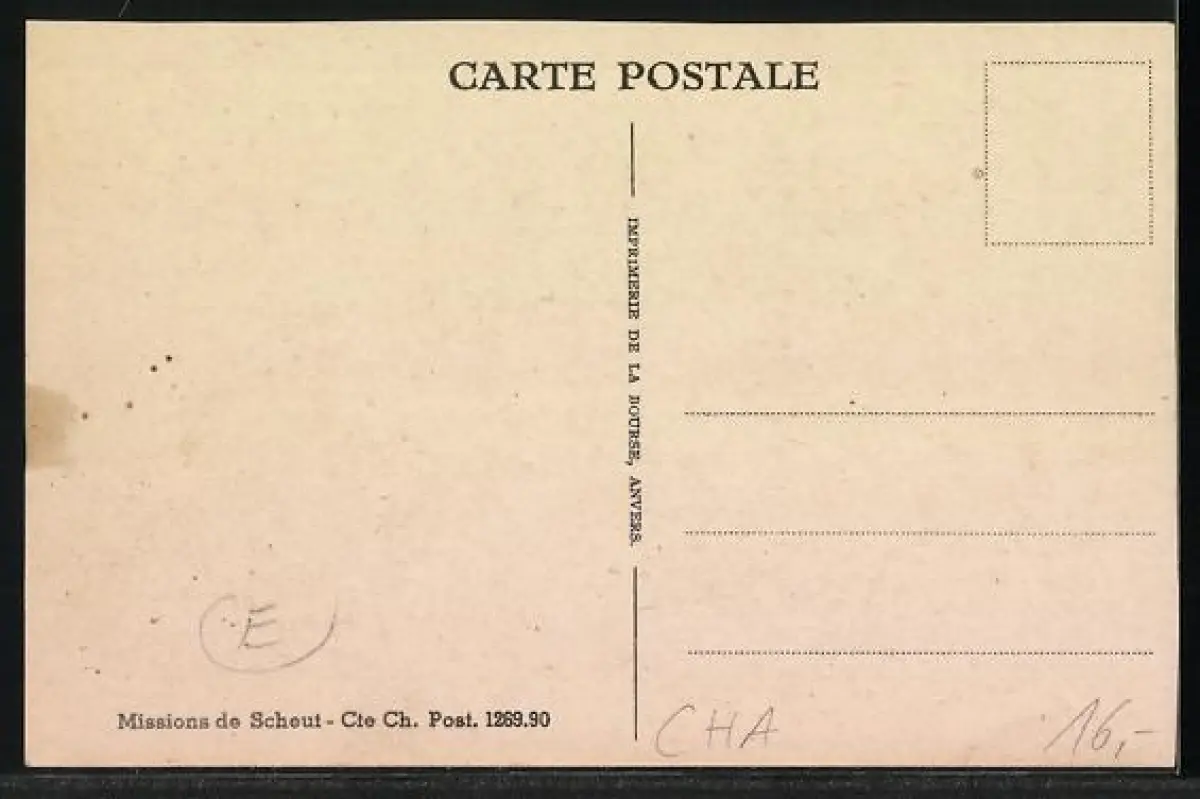 CARTE POSTALE
IMPRIMERIE DE LA BOURSE, ANVERS.
E
Missions de Scheut - Cte Ch. Post. 1269.90
CHA
16,-